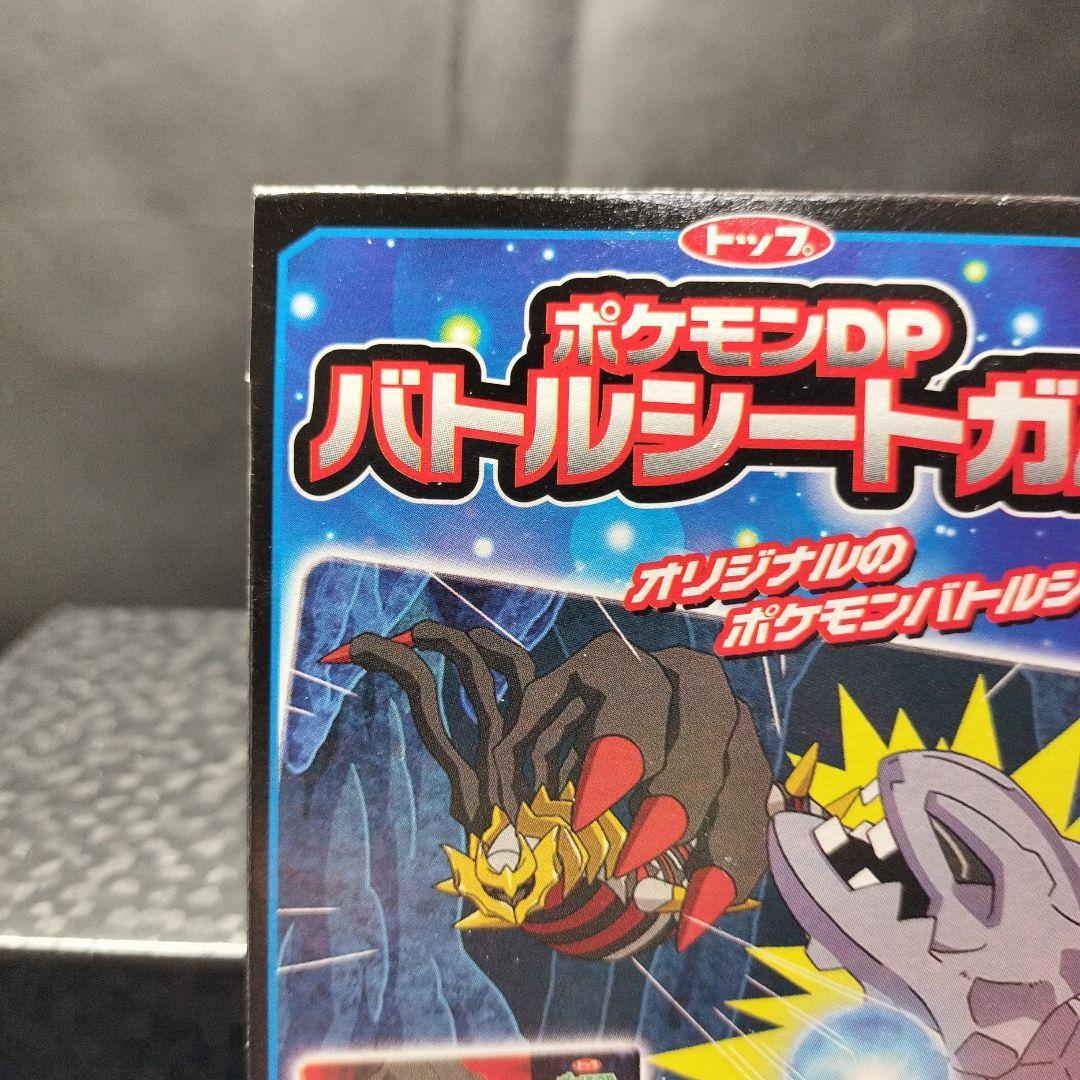 トップ
ポケモンDP
バトルシートガ
オリジナルの
ポケモンバトルシ